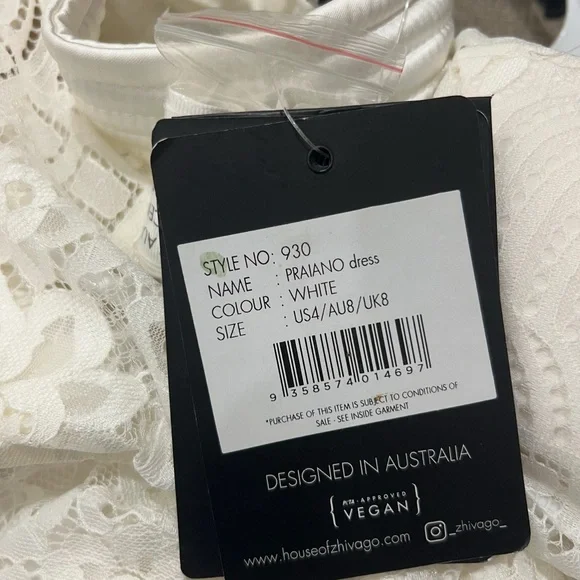 STYLE NO: 930
NAME : PRAIANO dress
COLOUR : WHITE
SIZE : US4/AU8/UK8
9 358574 014697
*PURCHASE OF THIS ITEM IS SUBJECT TO CONDITIONS OF
SALE - SEE INSIDE GARMENT
DESIGNED IN AUSTRALIA
PETA - APPROVED
VEGAN
_zhivago_
www.houseofzhivago.com